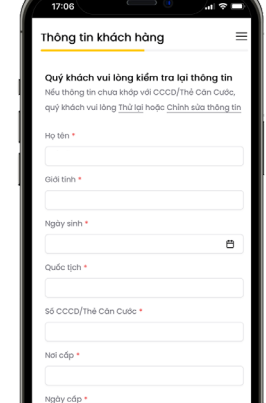 17:06
Thông tin khách hàng
Quý khách vui lòng kiểm tra lại thông tin
Nếu thông tin chưa khớp với CCCD/Thẻ Căn Cước,
quý khách vui lòng Thử lại hoặc Chỉnh sửa thông tin
Họ tên *
Giới tính *
Ngày sinh *
Quốc tịch *
Số CCCD/Thẻ Căn Cước *
Nơi cấp *
Ngày cấp *